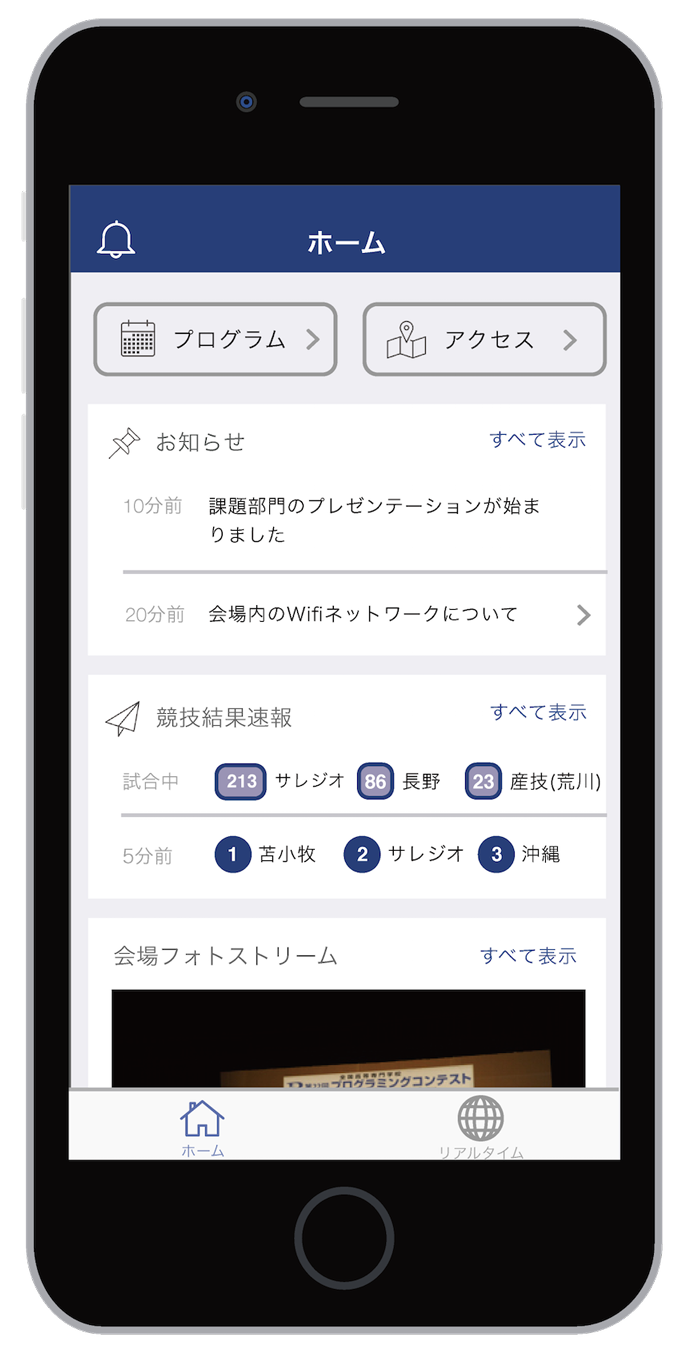 ホーム
プログラム
アクセス
お知らせ
すべて表示
10分前
課題部門のプレゼンテーションが始ま
りました
20分前
会場内のWifiネットワークについて
競技結果速報
すべて表示
試合中 213 サレジオ 86 長野 23 産技(荒川)
5分前 1 苫小牧 2 サレジオ 3 沖縄
会場フォトストリーム
すべて表示
プログラミングコンテスト
ホーム
リアルタイム